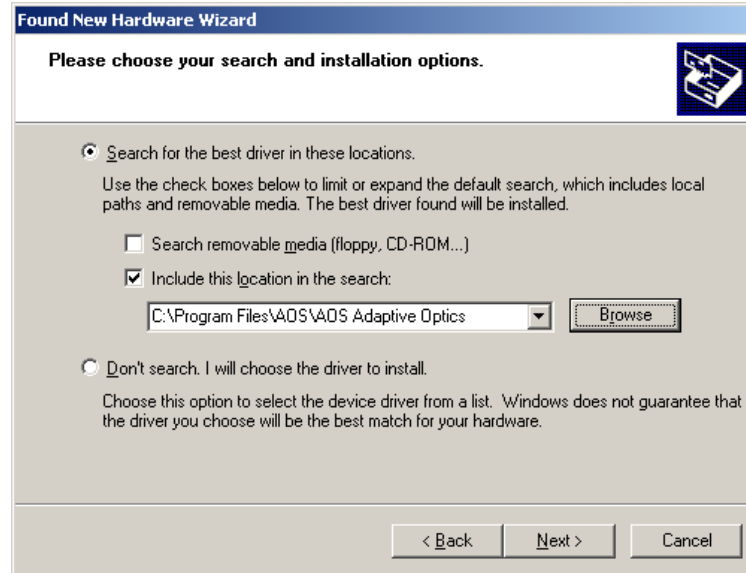 Found New Hardware Wizard
Please choose your search and installation options.
Search for the best driver in these locations.
Use the check boxes below to limit or expand the default search, which includes local
paths and removable media. The best driver found will be installed.
Search removable media (floppy, CD-ROM...)
Include this location in the search:
C:\Program Files\AOS\AOS Adaptive Optics
Browse
Don't search. I will choose the driver to install.
Choose this option to select the device driver from a list. Windows does not guarantee that
the driver you choose will be the best match for your hardware.
< Back Next > Cancel